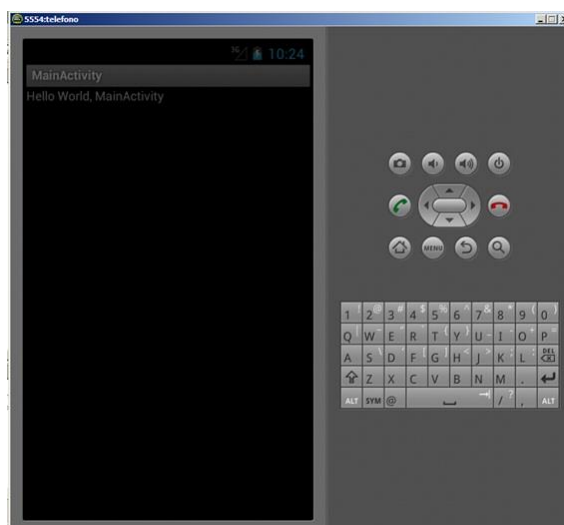 5554:telefono
3G 10:24
MainActivity
Hello World, MainActivity
MENU
1 ! 2 @ 3 # 4 $ 5 % 6 ^ 7 & 8 * 9 ( 0 )
Q | W ~ E " R ` T { Y } U _ I - O + P =
A S \ D ' F [ G ] H < J > K ; L : DEL
Z X C V B N M .
ALT SYM @ / ? , ALT